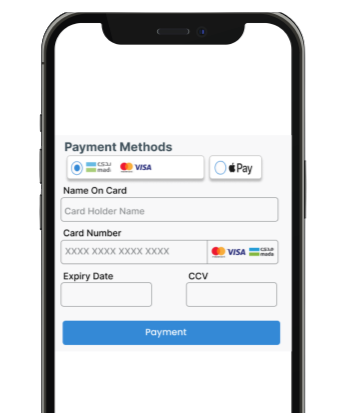 Payment Methods
مدى mada VISA Pay
Name On Card
Card Holder Name
Card Number
XXXX XXXX XXXX XXXX VISA مدى mada
Expiry Date CCV
Payment